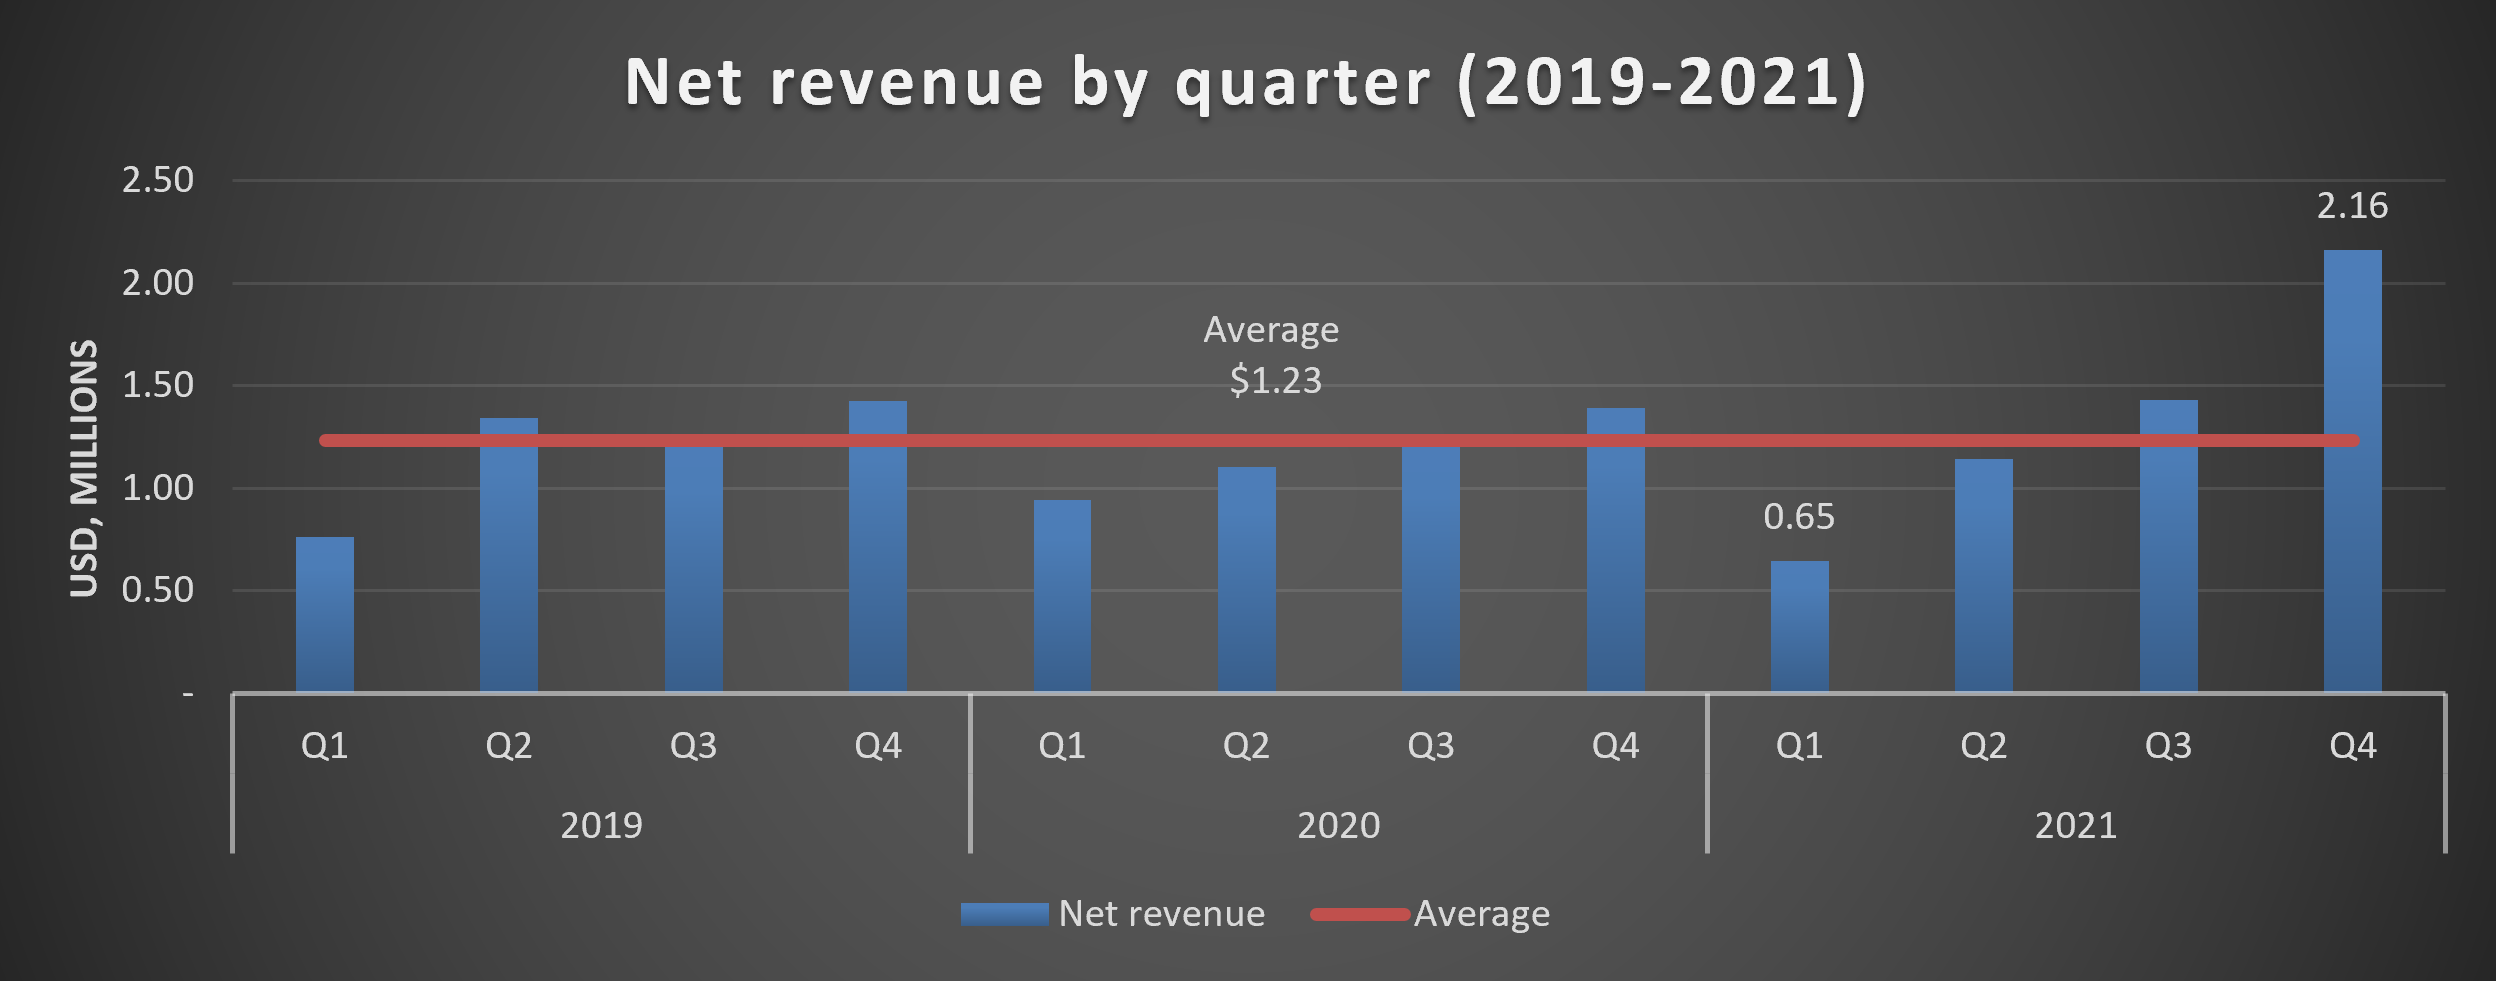 Net revenue by quarter (2019-2021)
USD, MILLIONS
2.50
2.00
1.50
1.00
0.50
-
2.16
Average
$1.23
0.65
Q1 Q2 Q3 Q4 Q1 Q2 Q3 Q4 Q1 Q2 Q3 Q4
2019 2020 2021
Net revenue Average